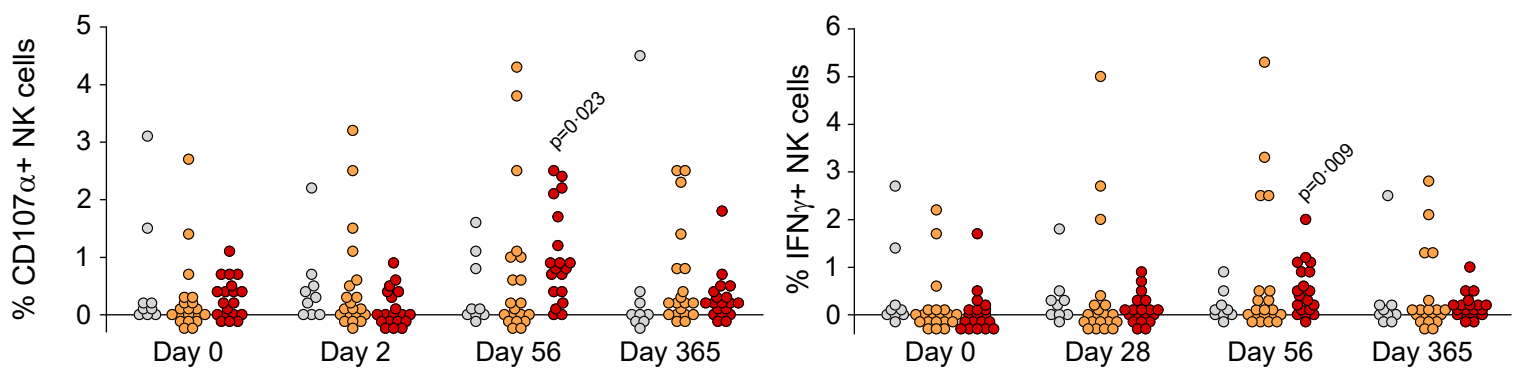 % CD107α+ NK cells
5
4
3
2
1
0
p=0·023
Day 0
Day 2
Day 56
Day 365
% IFNγ+ NK cells
6
5
4
3
2
1
0
p=0·009
Day 0
Day 28
Day 56
Day 365